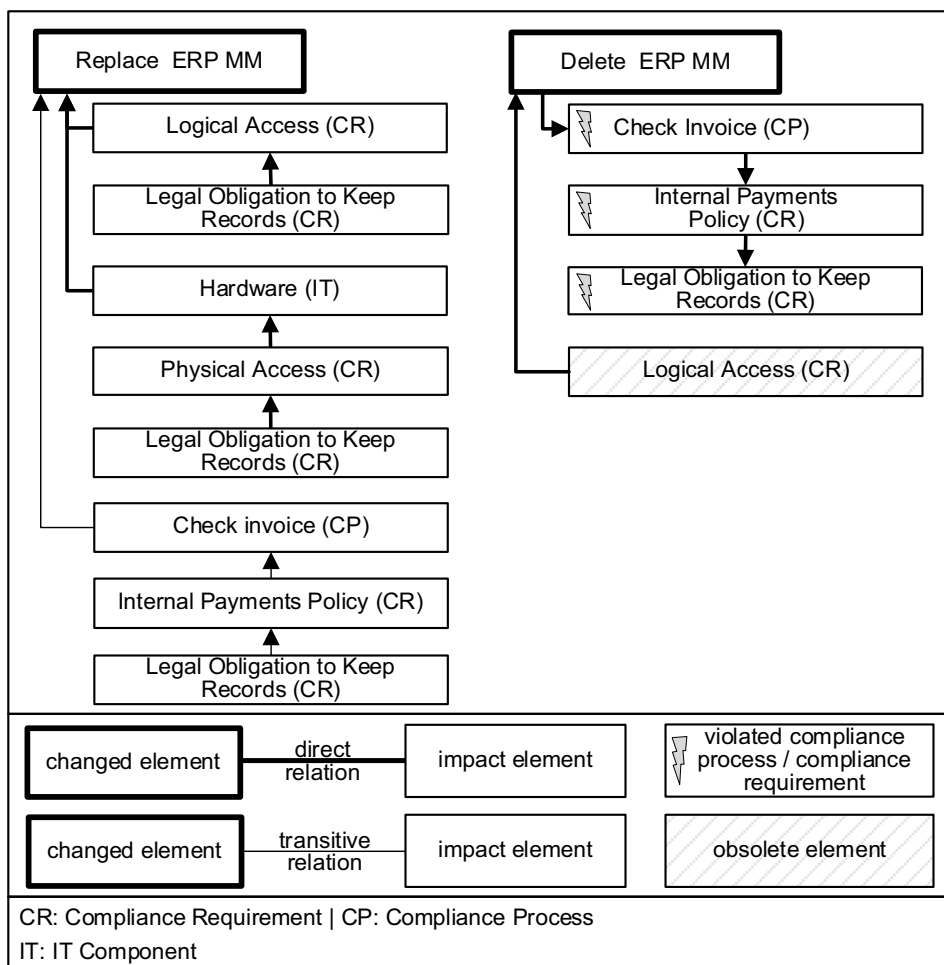 Replace ERP MM
Logical Access (CR)
Legal Obligation to Keep
Records (CR)
Hardware (IT)
Physical Access (CR)
Legal Obligation to Keep
Records (CR)
Check invoice (CP)
Internal Payments Policy (CR)
Legal Obligation to Keep
Records (CR)
Delete ERP MM
Check Invoice (CP)
Internal Payments
Policy (CR)
Legal Obligation to Keep
Records (CR)
Logical Access (CR)
changed element
direct
relation
impact element
violated compliance
process / compliance
requirement
changed element
transitive
relation
impact element
obsolete element
CR: Compliance Requirement | CP: Compliance Process
IT: IT Component